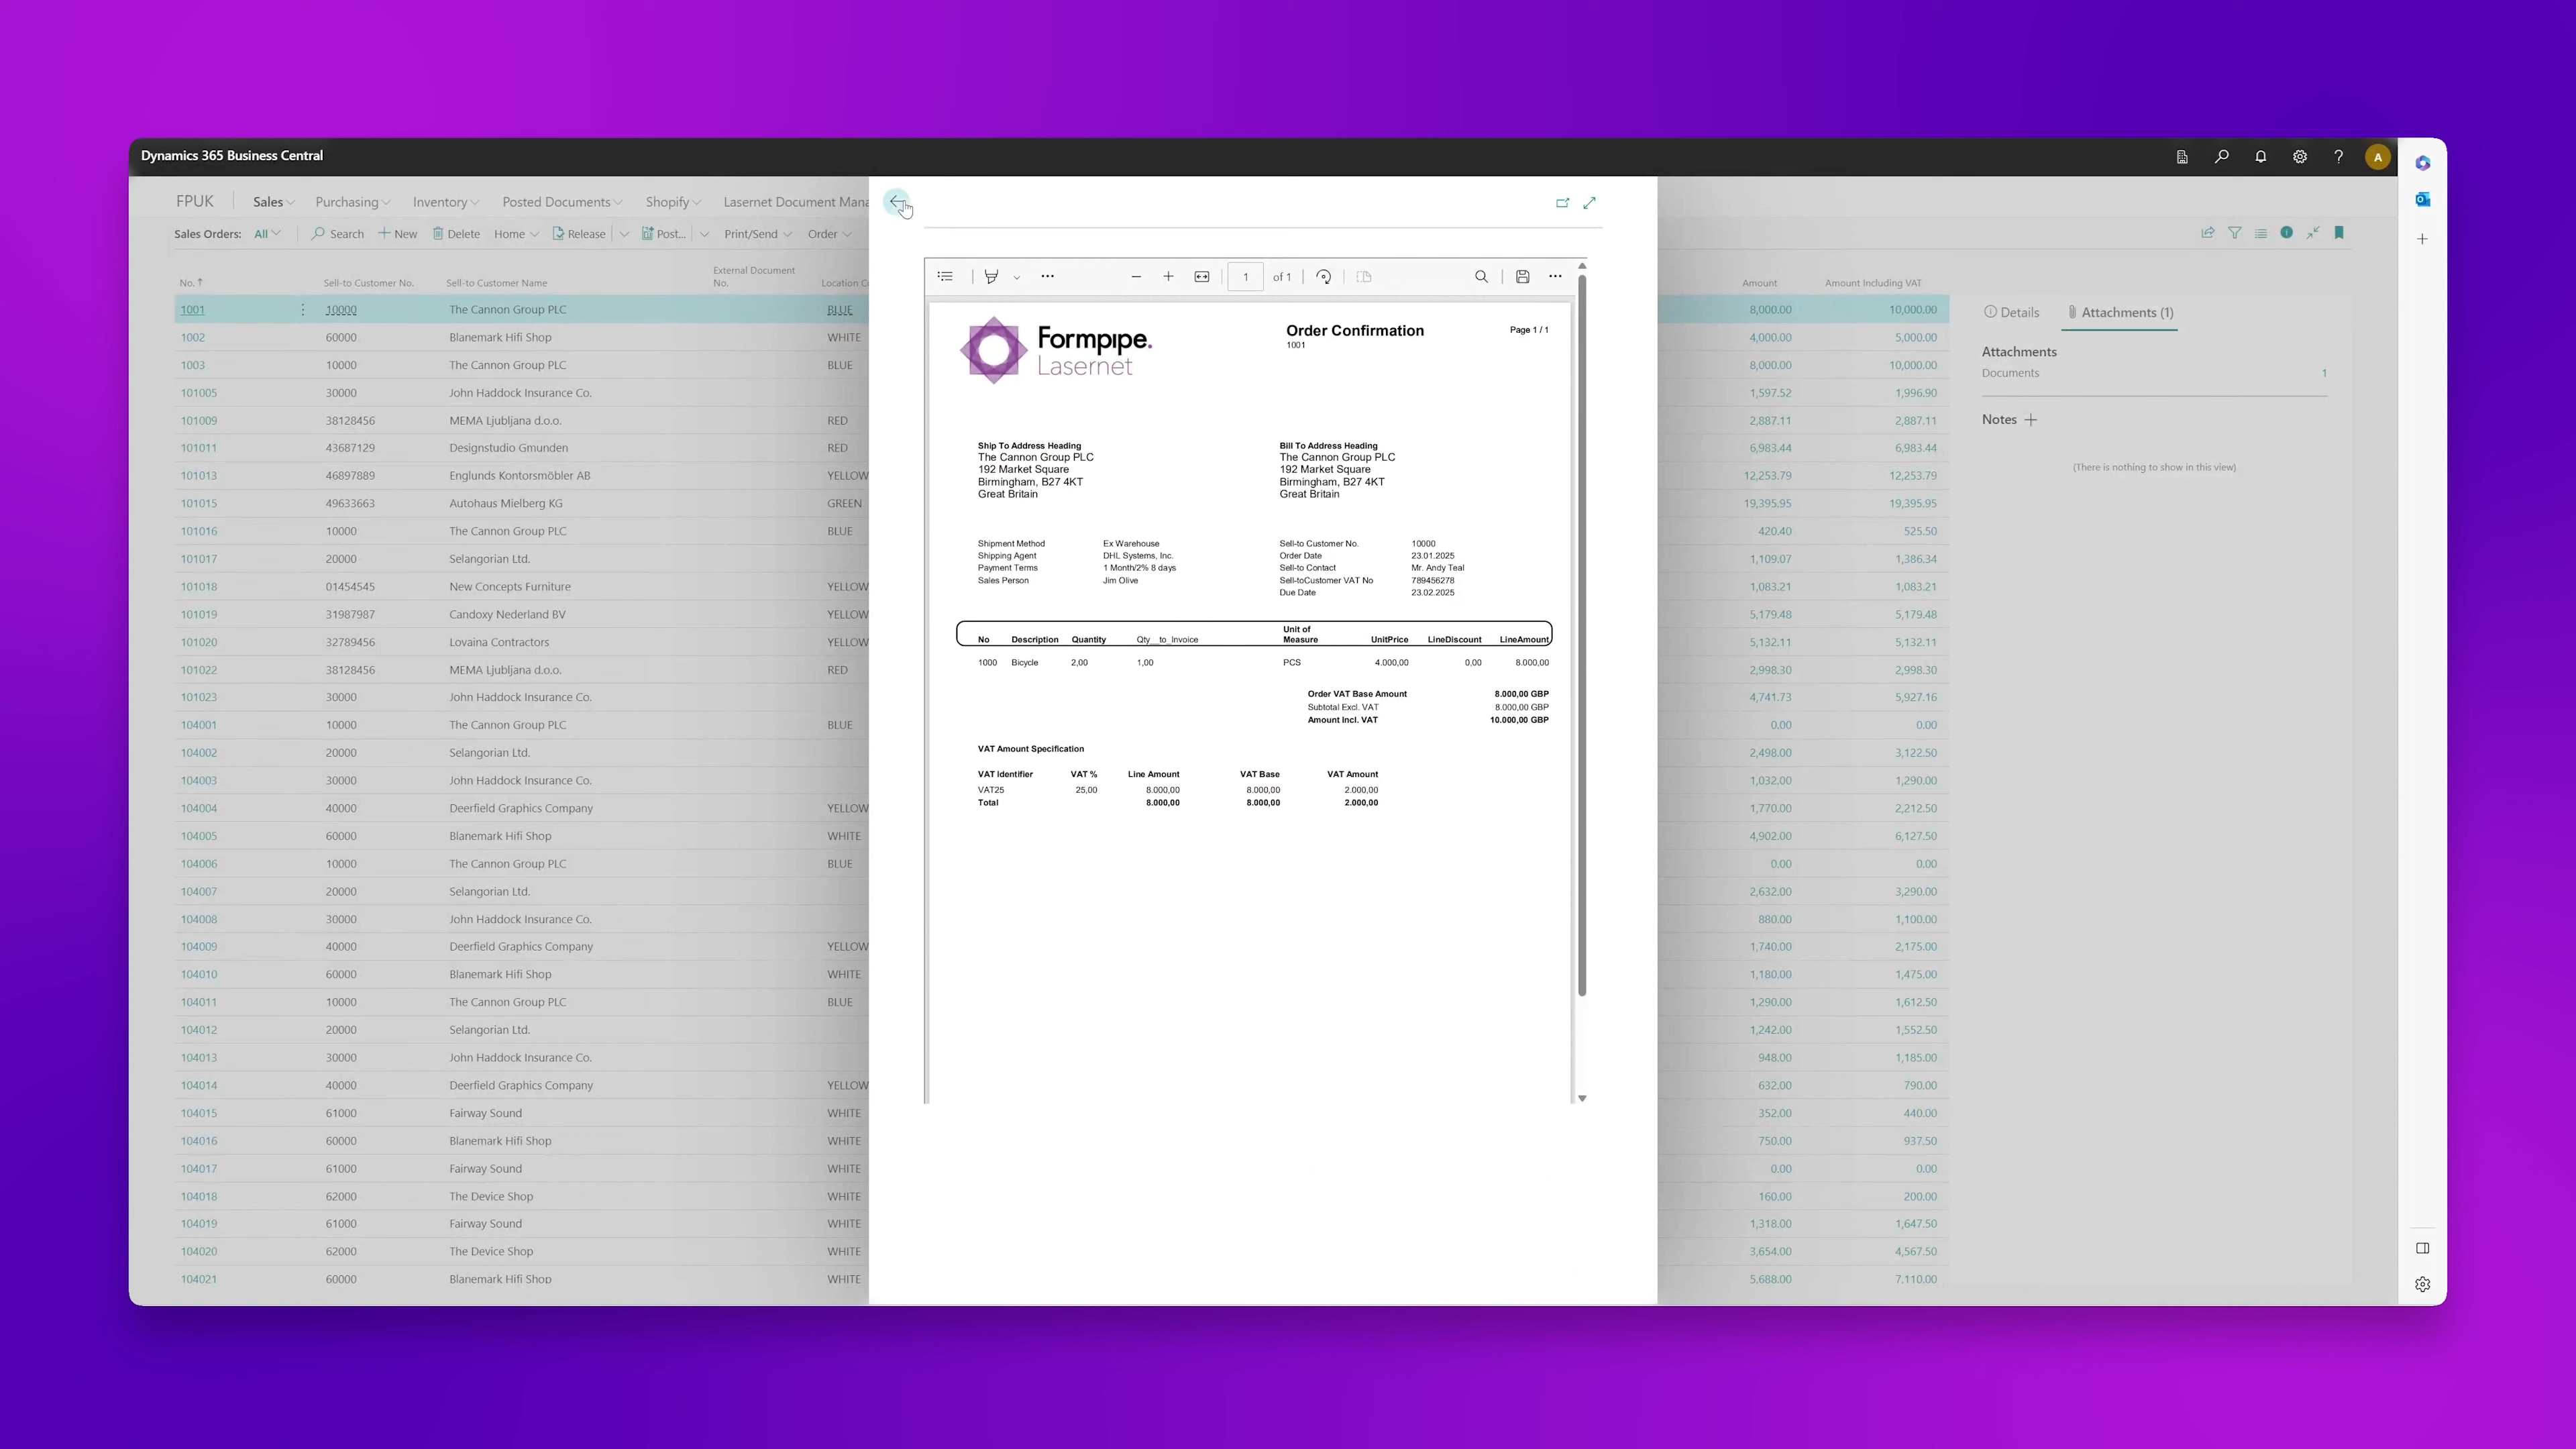 Dynamics 365 Business Central
A
FPUK Sales Purchasing Inventory Posted Documents Shopify Lasernet Document Mana
Sales Orders: All Search New Delete Home Release Post... Print/Send Order
No. Sell-to Customer No. Sell-to Customer Name External Document No. Location C Amount Amount Including VAT
1001 10000 The Cannon Group PLC BLUE 8,000.00 10,000.00
1002 60000 Blanemark Hifi Shop WHITE 4,000.00 5,000.00
1003 10000 The Cannon Group PLC BLUE 8,000.00 10,000.00
101005 30000 John Haddock Insurance Co. 1,597.52 1,996.90
101009 38128456 MEMA Ljubljana d.o.o. RED 2,887.11 2,887.11
101011 43687129 Designstudio Gmunden RED 6,983.44 6,983.44
101013 46897889 Englunds Kontorsmöbler AB YELLOW 12,253.79 12,253.79
101015 49633663 Autohaus Mielberg KG GREEN 19,395.95 19,395.95
101016 10000 The Cannon Group PLC BLUE 420.40 525.50
101017 20000 Selangorian Ltd. 1,109.07 1,386.34
101018 01454545 New Concepts Furniture YELLOW 1,083.21 1,083.21
101019 31987987 Candoxy Nederland BV YELLOW 5,179.48 5,179.48
101020 32789456 Lovaina Contractors YELLOW 5,132.11 5,132.11
101022 38128456 MEMA Ljubljana d.o.o. RED 2,998.30 2,998.30
101023 30000 John Haddock Insurance Co. 4,741.73 5,927.16
104001 10000 The Cannon Group PLC BLUE 0.00 0.00
104002 20000 Selangorian Ltd. 2,498.00 3,122.50
104003 30000 John Haddock Insurance Co. 1,032.00 1,290.00
104004 40000 Deerfield Graphics Company YELLOW 1,770.00 2,212.50
104005 60000 Blanemark Hifi Shop WHITE 4,902.00 6,127.50
104006 10000 The Cannon Group PLC BLUE 0.00 0.00
104007 20000 Selangorian Ltd. 2,632.00 3,290.00
104008 30000 John Haddock Insurance Co. 880.00 1,100.00
104009 40000 Deerfield Graphics Company YELLOW 1,740.00 2,175.00
104010 60000 Blanemark Hifi Shop WHITE 1,180.00 1,475.00
104011 10000 The Cannon Group PLC BLUE 1,290.00 1,612.50
104012 20000 Selangorian Ltd. 1,242.00 1,552.50
104013 30000 John Haddock Insurance Co. 948.00 1,185.00
104014 40000 Deerfield Graphics Company YELLOW 632.00 790.00
104015 61000 Fairway Sound WHITE 352.00 440.00
104016 60000 Blanemark Hifi Shop WHITE 750.00 937.50
104017 61000 Fairway Sound WHITE 0.00 0.00
104018 62000 The Device Shop WHITE 160.00 200.00
104019 61000 Fairway Sound WHITE 1,318.00 1,647.50
104020 62000 The Device Shop WHITE 3,654.00 4,567.50
104021 60000 Blanemark Hifi Shop WHITE 5,688.00 7,110.00
1 of 1
Formpipe.
Lasernet
Order Confirmation
1001
Page 1 / 1
Ship To Address Heading
The Cannon Group PLC
192 Market Square
Birmingham, B27 4KT
Great Britain
Bill To Address Heading
The Cannon Group PLC
192 Market Square
Birmingham, B27 4KT
Great Britain
Shipment Method Ex Warehouse
Shipping Agent DHL Systems, Inc.
Payment Terms 1 Month/2% 8 days
Sales Person Jim Olive
Sell-to Customer No. 10000
Order Date 23.01.2025
Sell-to Contact Mr. Andy Teal
Sell-toCustomer VAT No 789456278
Due Date 23.02.2025
No Description Quantity Qty__to_Invoice Unit of Measure UnitPrice LineDiscount LineAmount
1000 Bicycle 2,00 1,00 PCS 4.000,00 0,00 8.000,00
Order VAT Base Amount 8.000,00 GBP
Subtotal Excl. VAT 8.000,00 GBP
Amount Incl. VAT 10.000,00 GBP
VAT Amount Specification
VAT Identifier VAT % Line Amount VAT Base VAT Amount
VAT25 25,00 8.000,00 8.000,00 2.000,00
Total 8.000,00 8.000,00 2.000,00
Details Attachments (1)
Attachments
Documents 1
Notes
(There is nothing to show in this view)